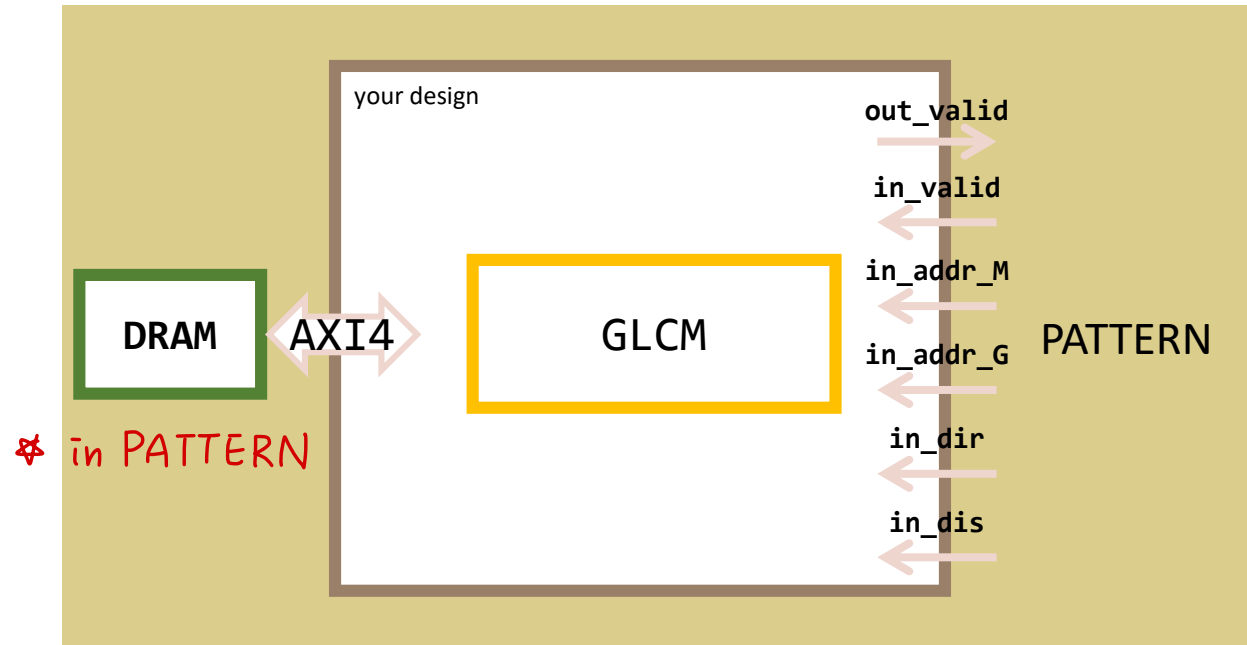 your design
out_valid
in_valid
in_addr_M
DRAM
AXI4
GLCM
in_addr_G
PATTERN
in_dir
in PATTERN
in_dis